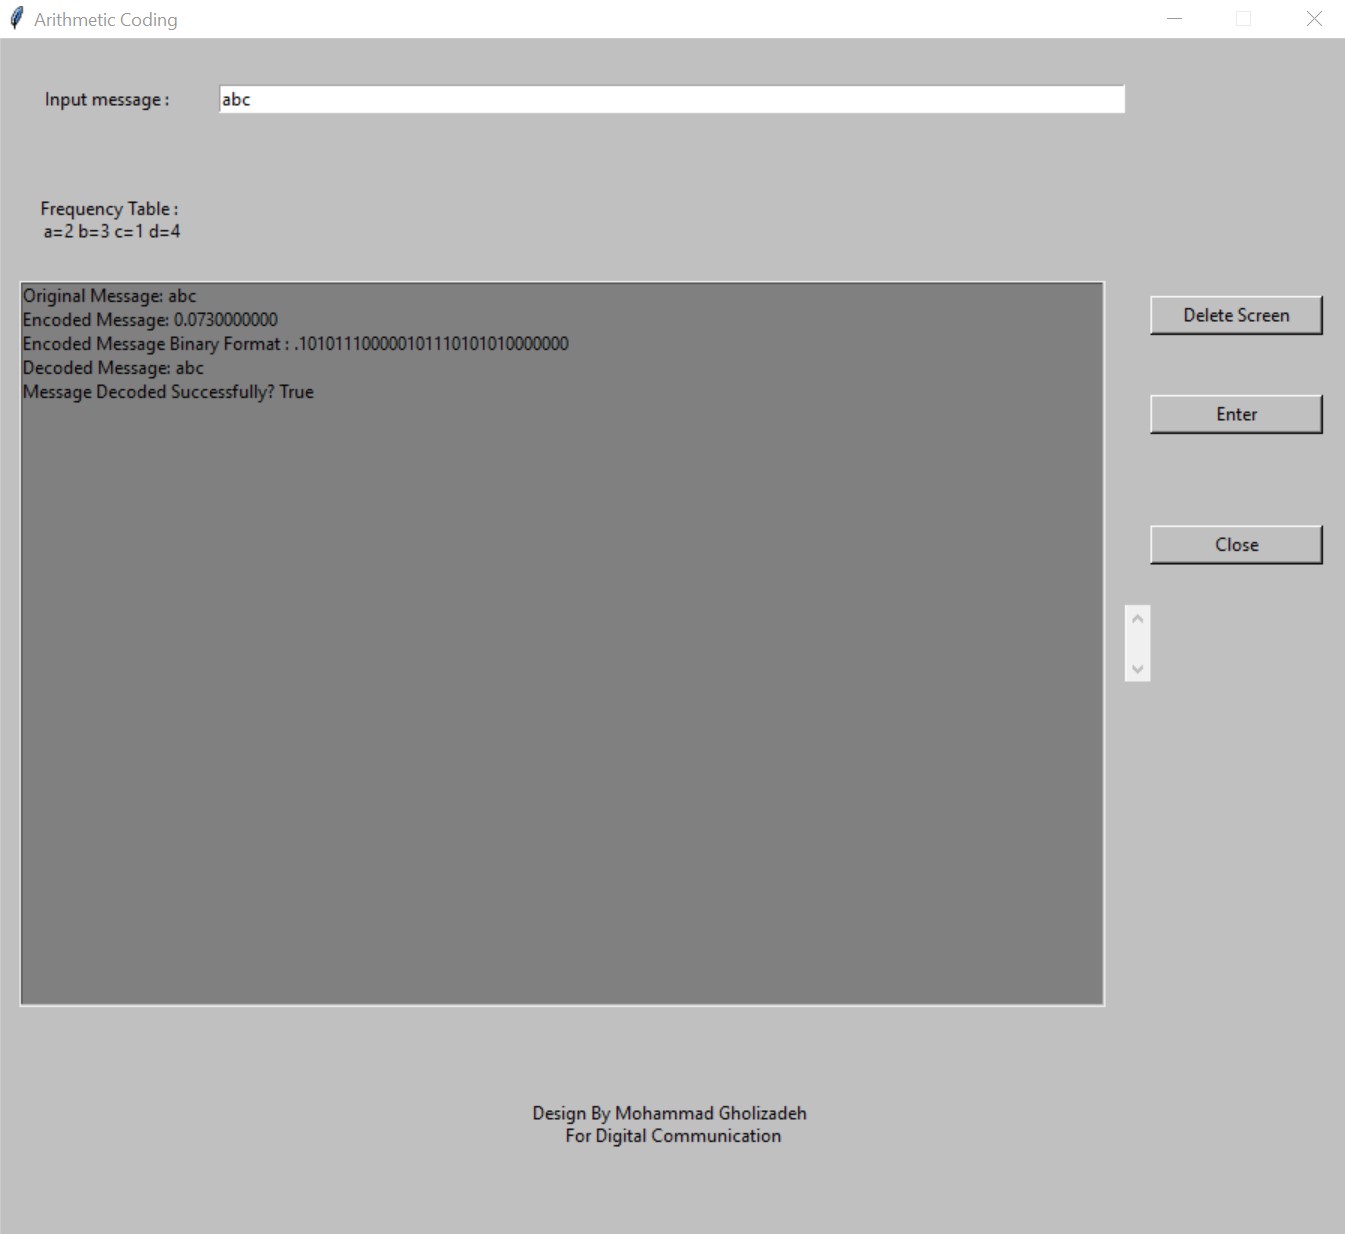 Arithmetic Coding
Input message :
abc
Frequency Table :
a=2 b=3 c=1 d=4
Original Message: abc
Encoded Message: 0.0730000000
Encoded Message Binary Format : .1010111000001011101010100000000
Decoded Message: abc
Message Decoded Successfully? True
Delete Screen
Enter
Close
Design By Mohammad Gholizadeh
For Digital Communication